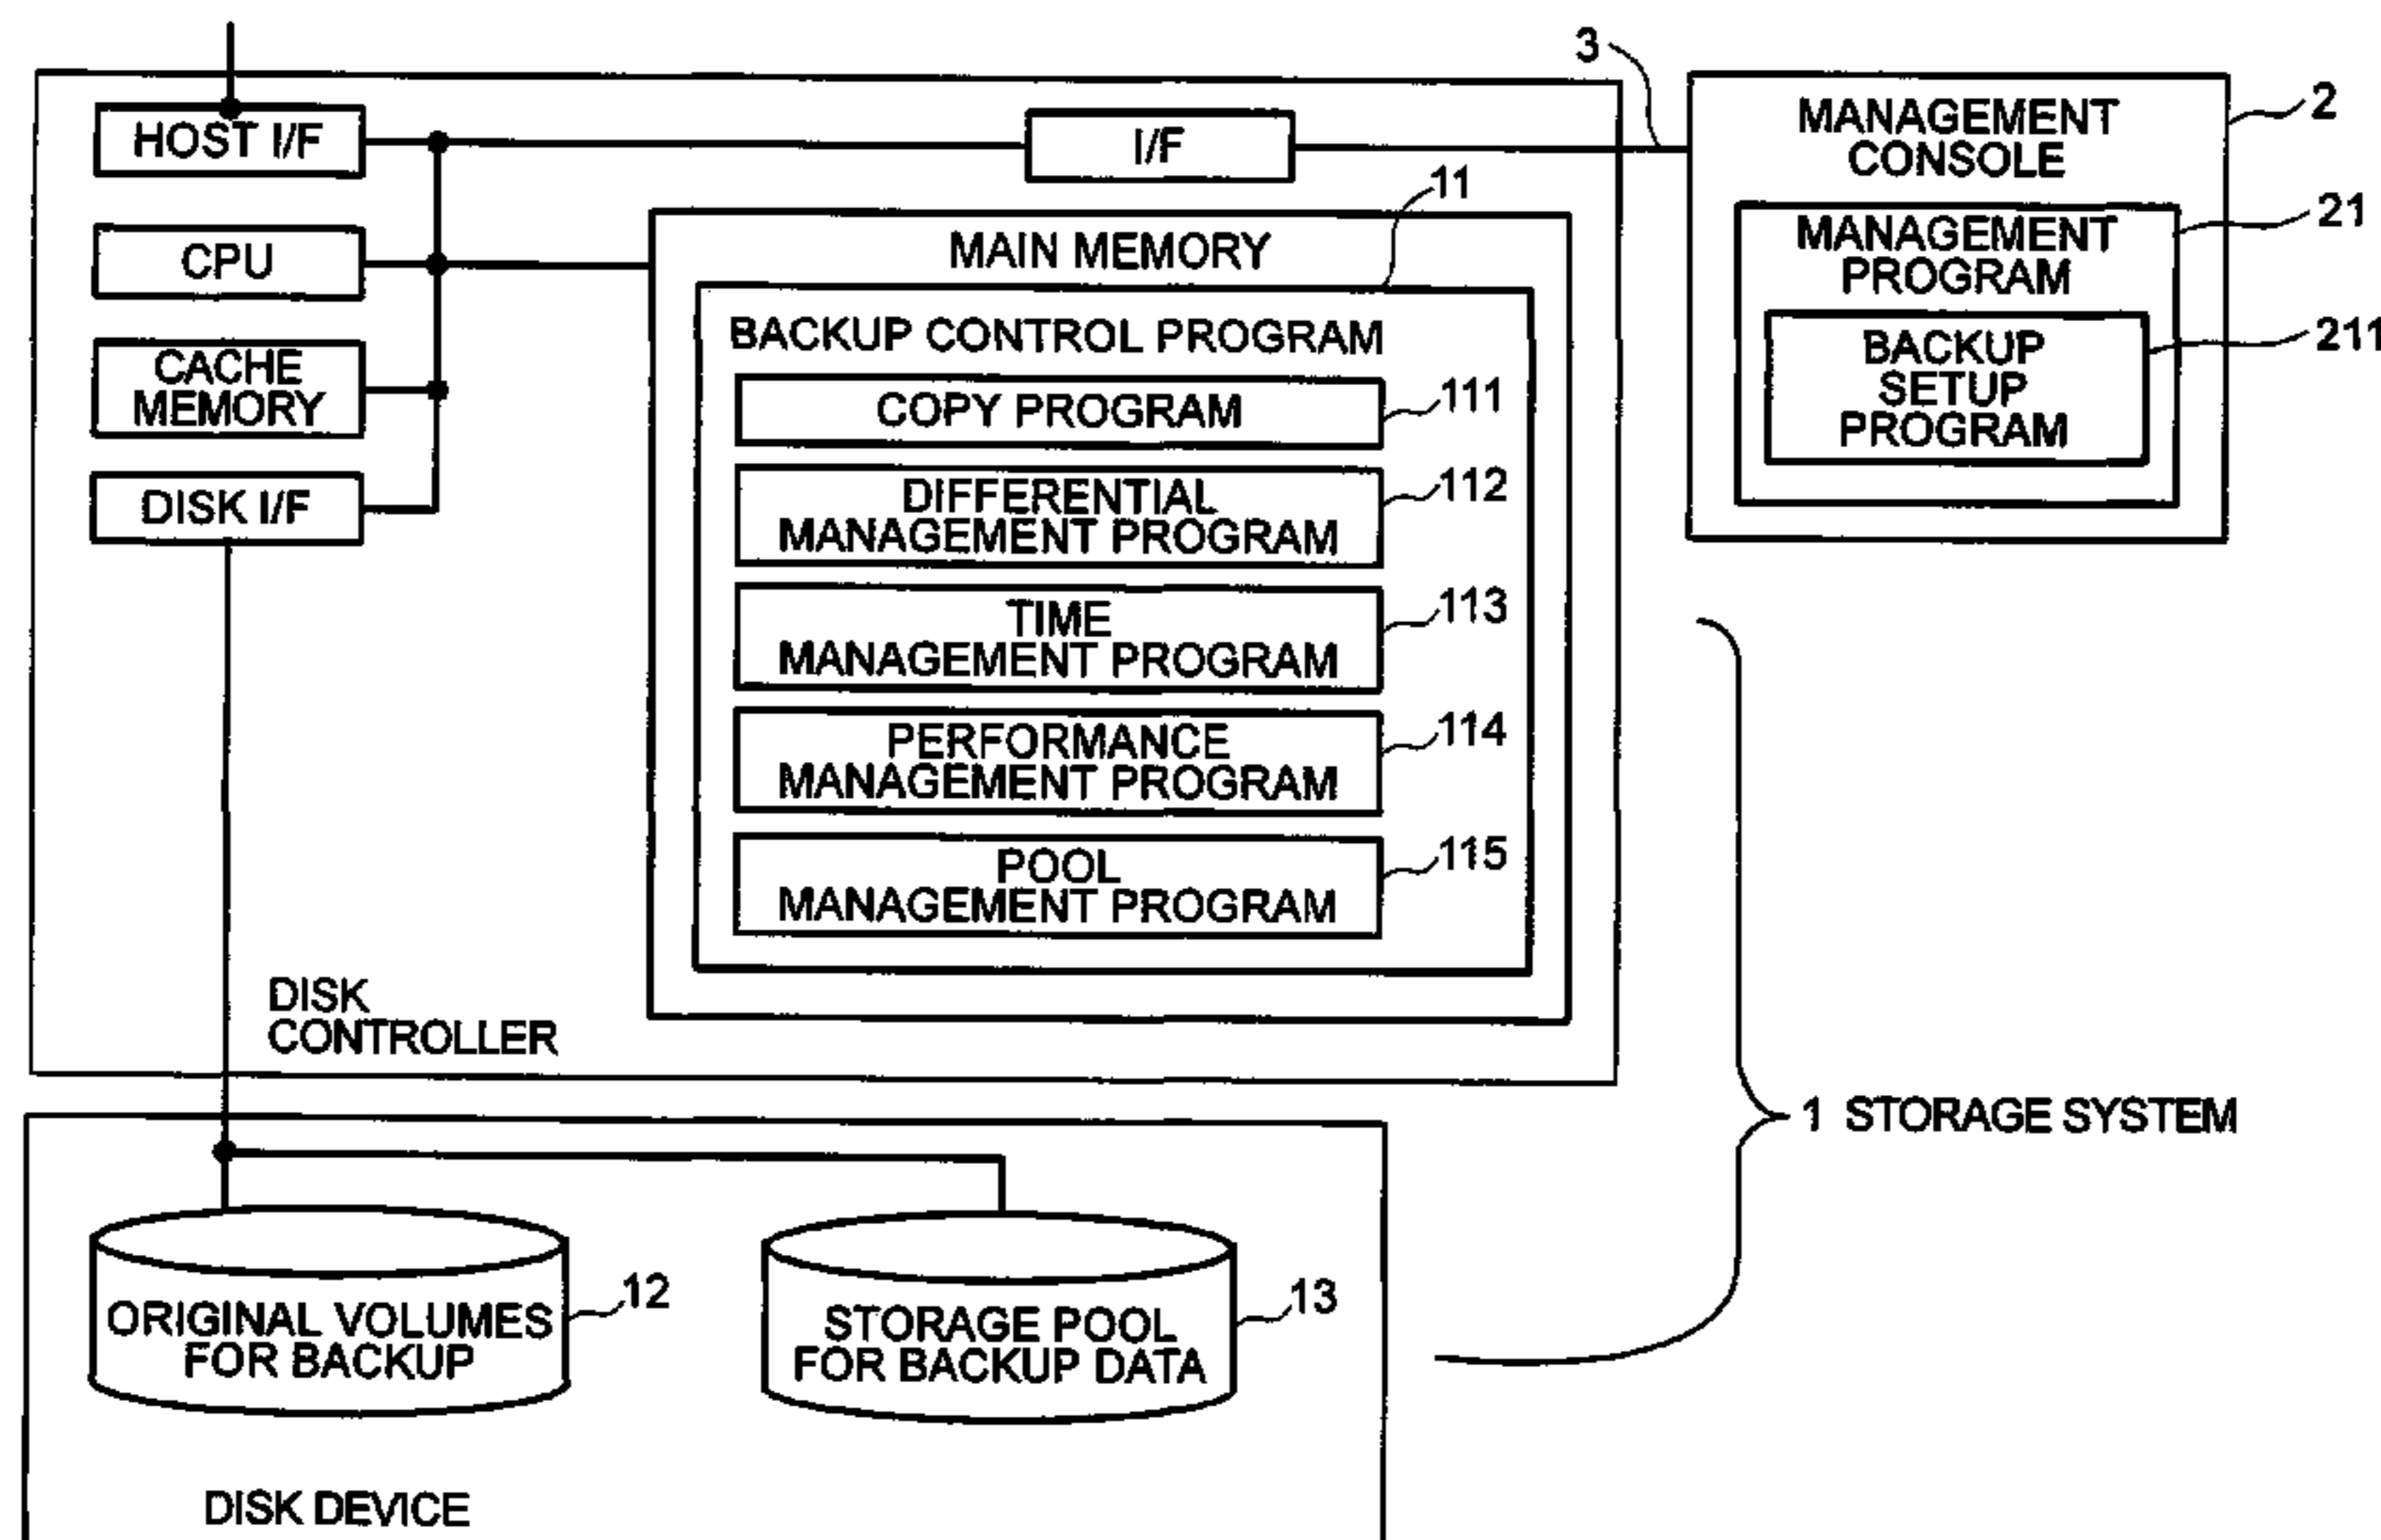 3
HOST I/F
I/F
MANAGEMENT
CONSOLE
2
11
CPU
MAIN MEMORY
MANAGEMENT
PROGRAM
21
BACKUP CONTROL PROGRAM
BACKUP
SETUP
PROGRAM
211
CACHE
MEMORY
COPY PROGRAM
111
DISK I/F
DIFFERENTIAL
MANAGEMENT PROGRAM
112
TIME
MANAGEMENT PROGRAM
113
PERFORMANCE
MANAGEMENT PROGRAM
114
POOL
MANAGEMENT PROGRAM
115
DISK
CONTROLLER
1 STORAGE SYSTEM
ORIGINAL VOLUMES
FOR BACKUP
12
STORAGE POOL
FOR BACKUP DATA
13
DISK DEVICE